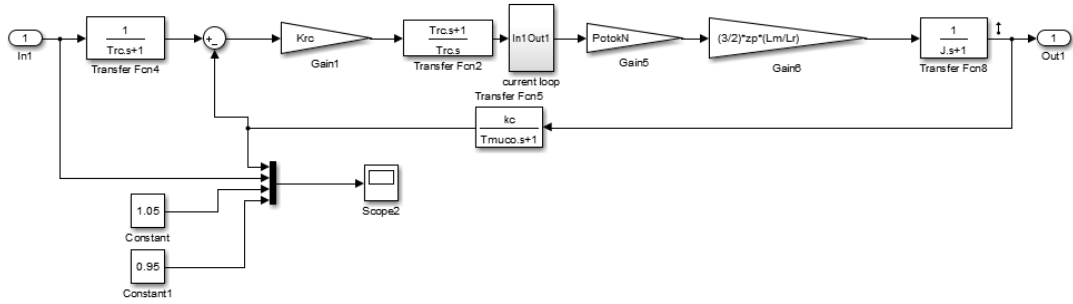 1
In1
1
Trc.s+1
Transfer Fcn4
Krc
Gain1
Trc.s+1
Trc.s
Transfer Fcn2
In1 Out1
current loop
PotokN
Gain5
(3/2)*zp*(Lm/Lr)
Gain6
1
J.s+1
Transfer Fcn8
1
Out1
Transfer Fcn5
kc
Tmuco.s+1
1.05
Constant
0.95
Constant1
Scope2